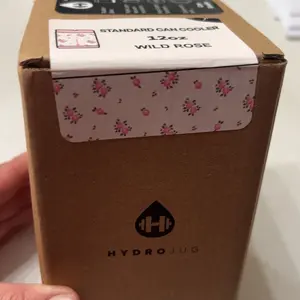 STANDARD CAN COOLER
12oz
WILD ROSE
H
HYDROJUG